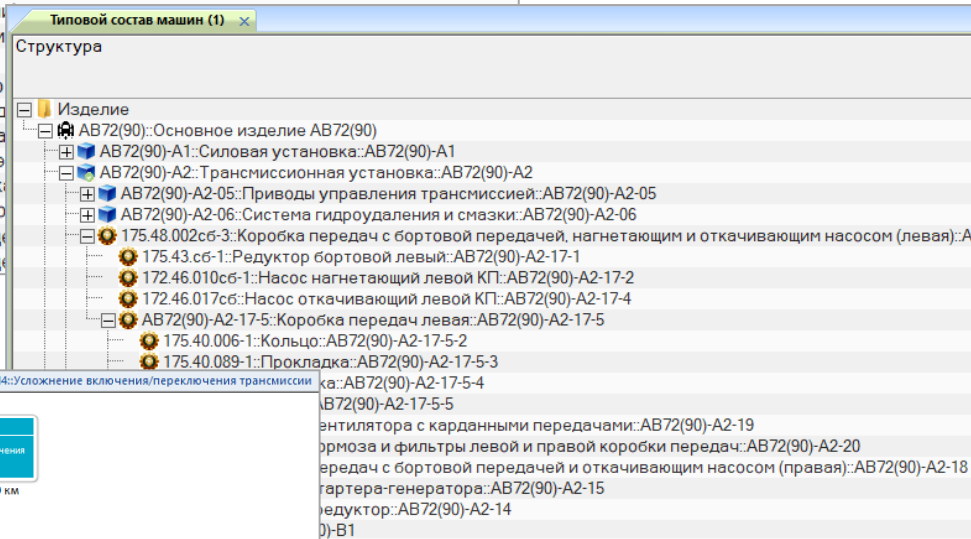 Типовой состав машин (1)
Структура
Изделие
АВ72(90)::Основное изделие АВ72(90)
АВ72(90)-А1::Силовая установка::АВ72(90)-А1
АВ72(90)-А2::Трансмиссионная установка::АВ72(90)-А2
АВ72(90)-А2-05::Приводы управления трансмиссией::АВ72(90)-А2-05
АВ72(90)-А2-06::Система гидроудаления и смазки::АВ72(90)-А2-06
175.48.002сб-3::Коробка передач с бортовой передачей, нагнетающим и откачивающим насосом (левая)::А
175.43.сб-1::Редуктор бортовой левый::АВ72(90)-А2-17-1
172.46.010сб-1::Насос нагнетающий левой КП::АВ72(90)-А2-17-2
172.46.017сб::Насос откачивающий левой КП::АВ72(90)-А2-17-4
АВ72(90)-А2-17-5::Коробка передач левая::АВ72(90)-А2-17-5
175.40.006-1::Кольцо::АВ72(90)-А2-17-5-2
175.40.089-1::Прокладка::АВ72(90)-А2-17-5-3
4::Усложнение включения/переключения трансмиссии
ка::АВ72(90)-А2-17-5-4
АВ72(90)-А2-17-5-5
ентилятора с карданными передачами::АВ72(90)-А2-19
ормоза и фильтры левой и правой коробки передач::АВ72(90)-А2-20
чения
ередач с бортовой передачей и откачивающим насосом (правая)::АВ72(90)-А2-18
км
тартера-генератора::АВ72(90)-А2-15
едуктор::АВ72(90)-А2-14
)-В1